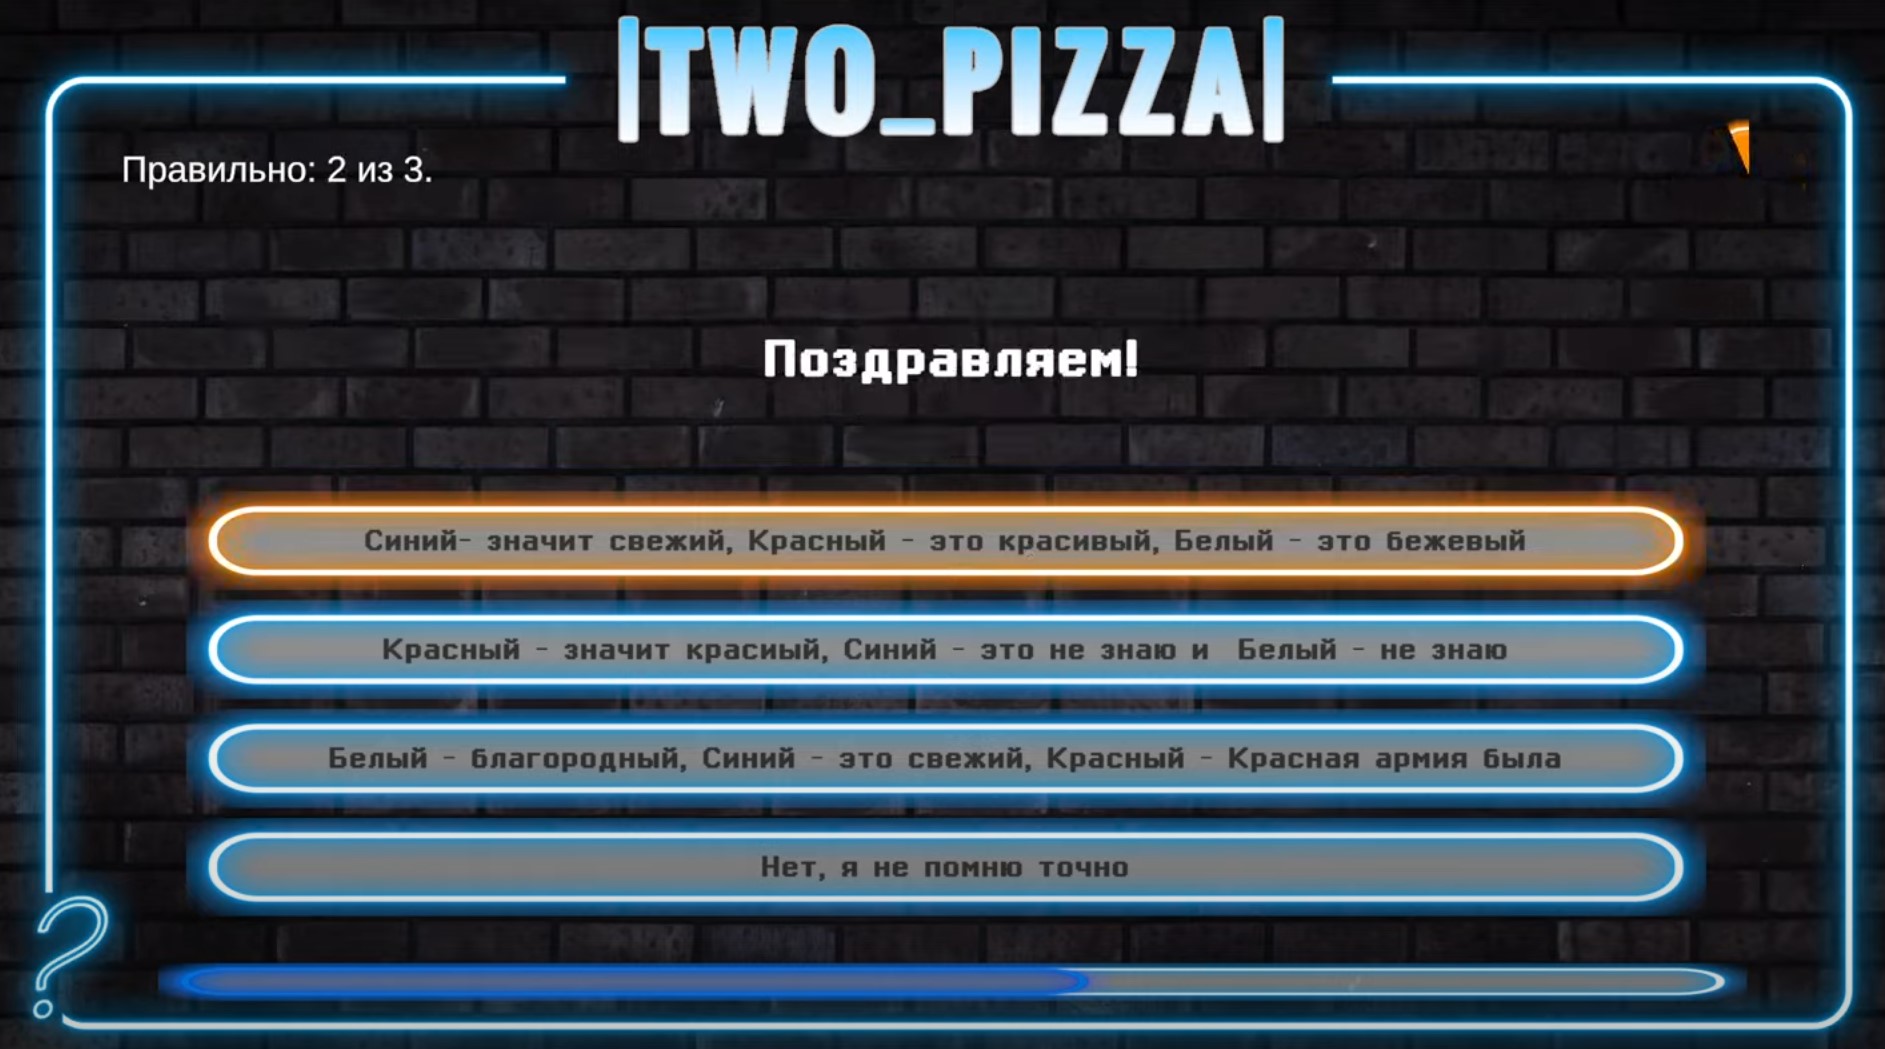 |TWO_PIZZA|
Правильно: 2 из 3.
Поздравляем!
Синий- значит свежий, Красный - это красивый, Белый - это бежевый
Красный - значит красиый, Синий - это не знаю и  Белый - не знаю
Белый - благородный, Синий - это свежий, Красный - Красная армия была
Нет, я не помню точно
?